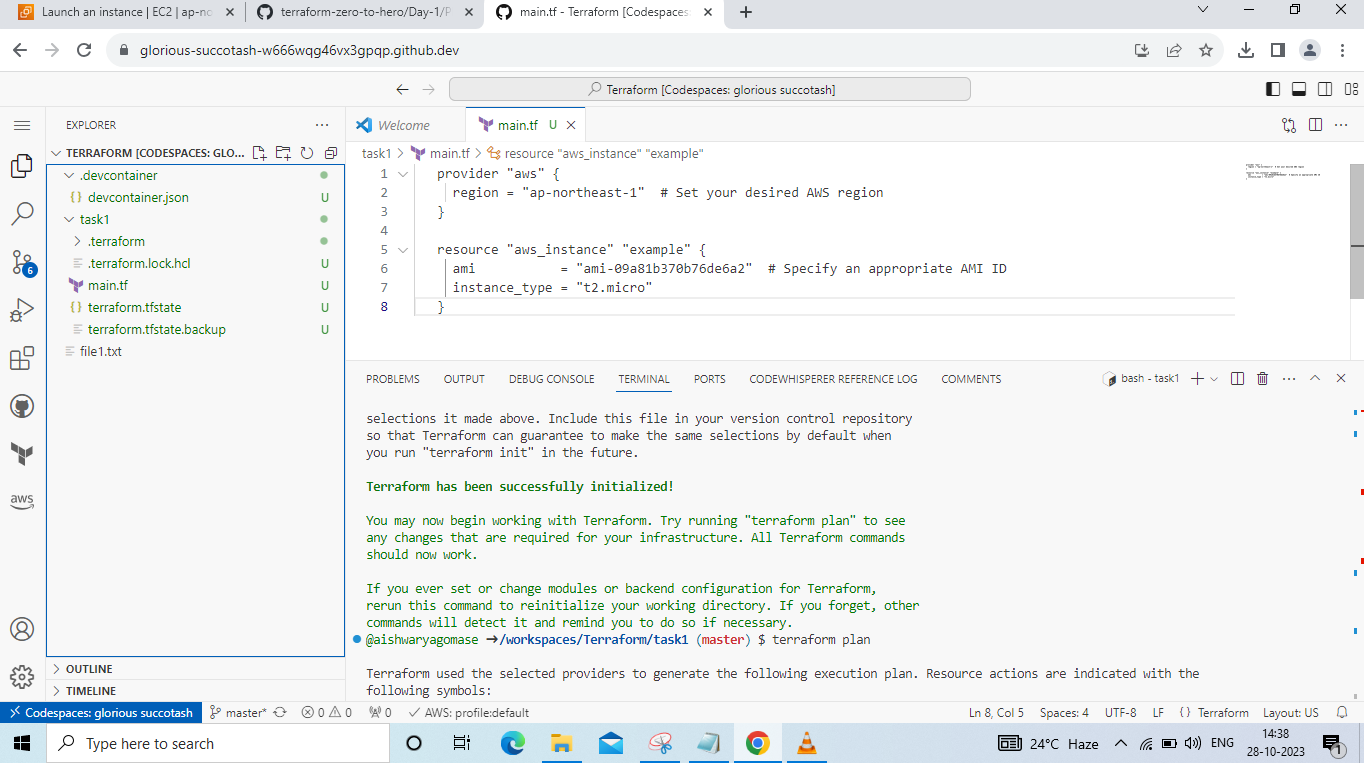 Launch an instance | EC2 | ap-no
terraform-zero-to-hero/Day-1/P
main.tf - Terraform [Codespaces:
glorious-succotash-w666wqg46vx3gpqp.github.dev
Terraform [Codespaces: glorious succotash]
EXPLORER
TERRAFORM [CODESPACES: GLO...
.devcontainer
{} devcontainer.json U
task1
.terraform
.terraform.lock.hcl U
main.tf U
{} terraform.tfstate U
terraform.tfstate.backup U
file1.txt
OUTLINE
TIMELINE
6
aws
Welcome
main.tf U
task1 > main.tf > resource "aws_instance" "example"
1 provider "aws" {
2 region = "ap-northeast-1" # Set your desired AWS region
3 }
4
5 resource "aws_instance" "example" {
6 ami = "ami-09a81b370b76de6a2" # Specify an appropriate AMI ID
7 instance_type = "t2.micro"
8 }
PROBLEMS OUTPUT DEBUG CONSOLE TERMINAL PORTS CODEWHISPERER REFERENCE LOG COMMENTS
bash - task1
selections it made above. Include this file in your version control repository
so that Terraform can guarantee to make the same selections by default when
you run "terraform init" in the future.
Terraform has been successfully initialized!
You may now begin working with Terraform. Try running "terraform plan" to see
any changes that are required for your infrastructure. All Terraform commands
should now work.
If you ever set or change modules or backend configuration for Terraform,
rerun this command to reinitialize your working directory. If you forget, other
commands will detect it and remind you to do so if necessary.
@aishwaryagomase →/workspaces/Terraform/task1 (master) $ terraform plan
Terraform used the selected providers to generate the following execution plan. Resource actions are indicated with the
following symbols:
Codespaces: glorious succotash master* 0 0 0 AWS: profile:default Ln 8, Col 5 Spaces: 4 UTF-8 LF {} Terraform Layout: US
Type here to search
24°C Haze ENG
14:38
28-10-2023
1